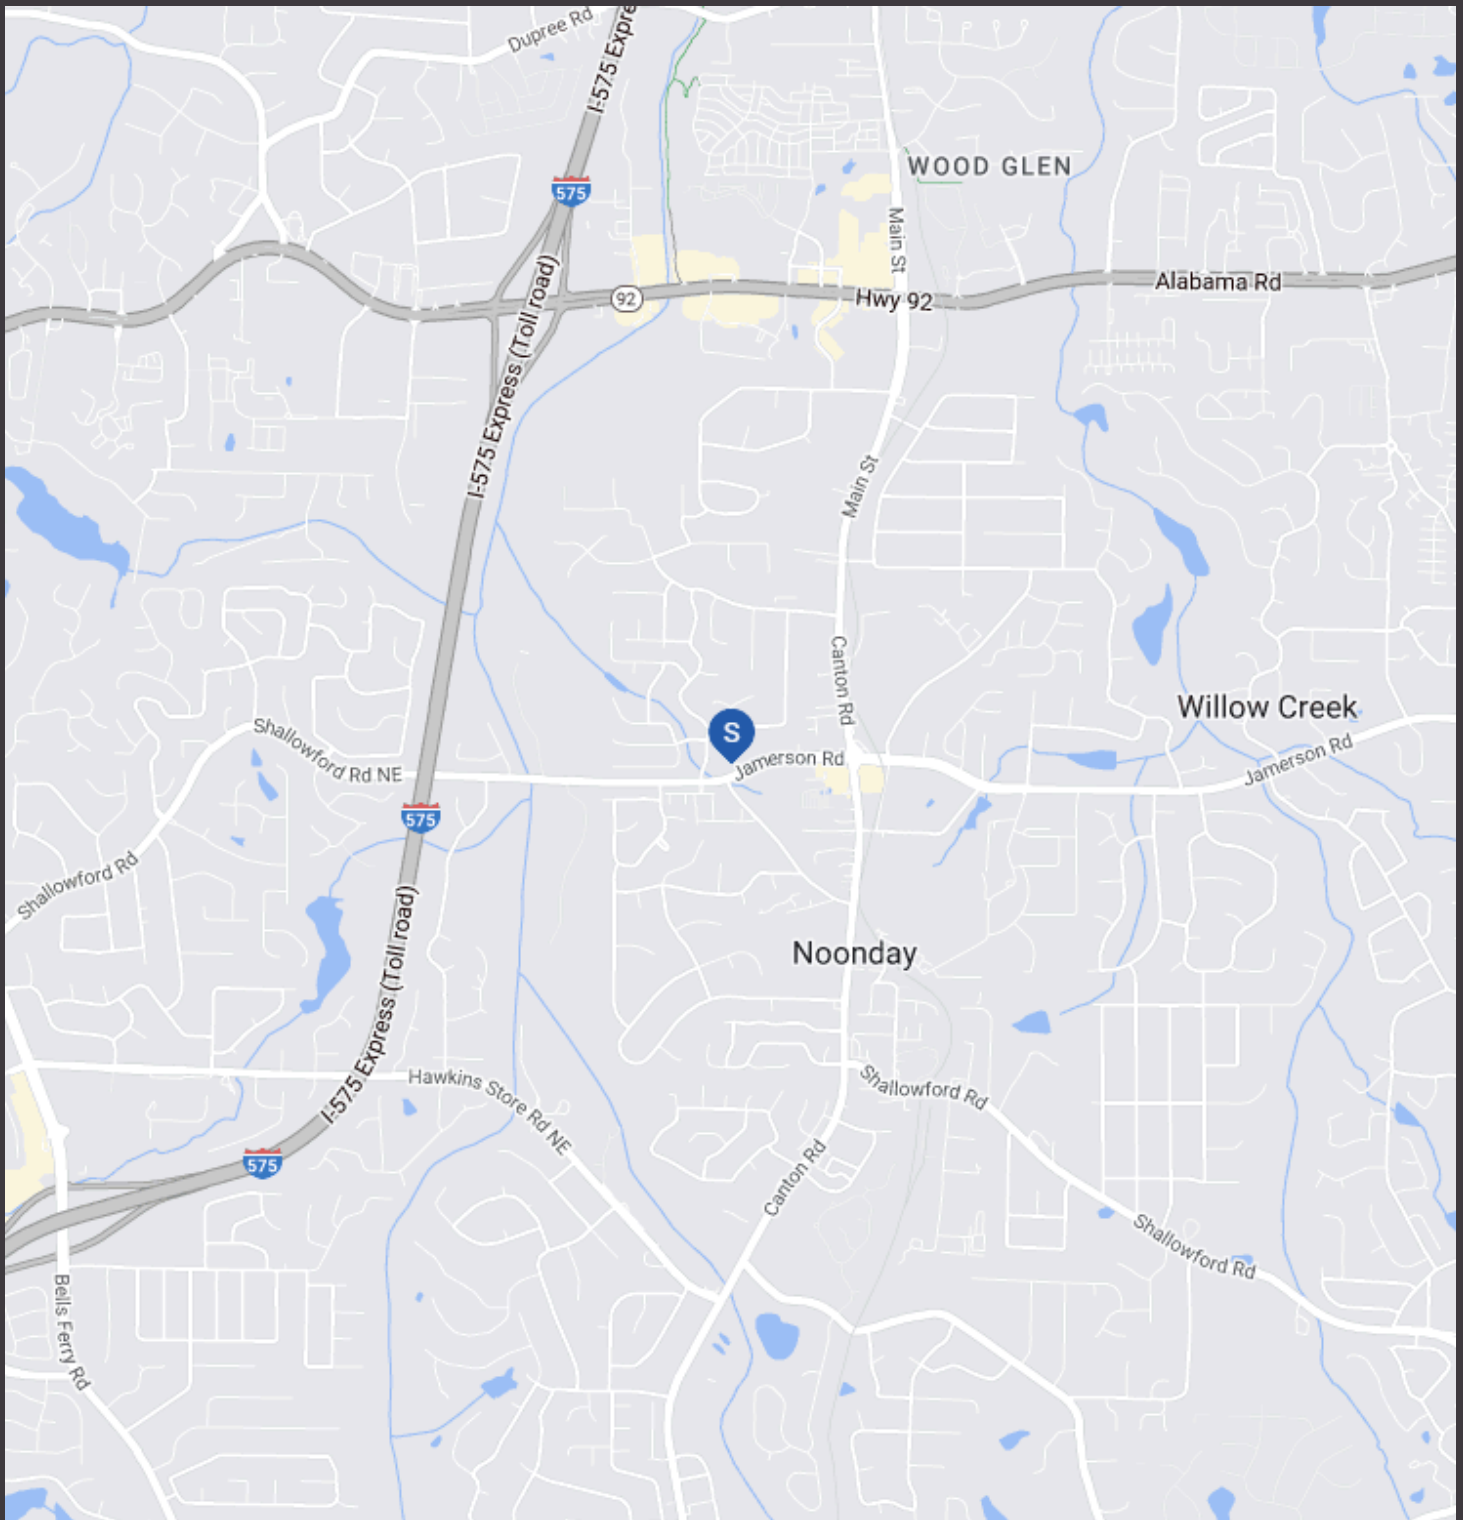 Dupree Rd
I-575 Expre
575
WOOD GLEN
Main St
Alabama Rd
92
Hwy 92
I-575 Express (Toll road)
Main St
Canton Rd
Willow Creek
S
Shallowford Rd NE
Jamerson Rd
Jamerson Rd
575
Shallowford Rd
I-575 Express (Toll road)
Noonday
Hawkins Store Rd NE
Shallowford Rd
575
Canton Rd
Shallowford Rd
Bells Ferry Rd